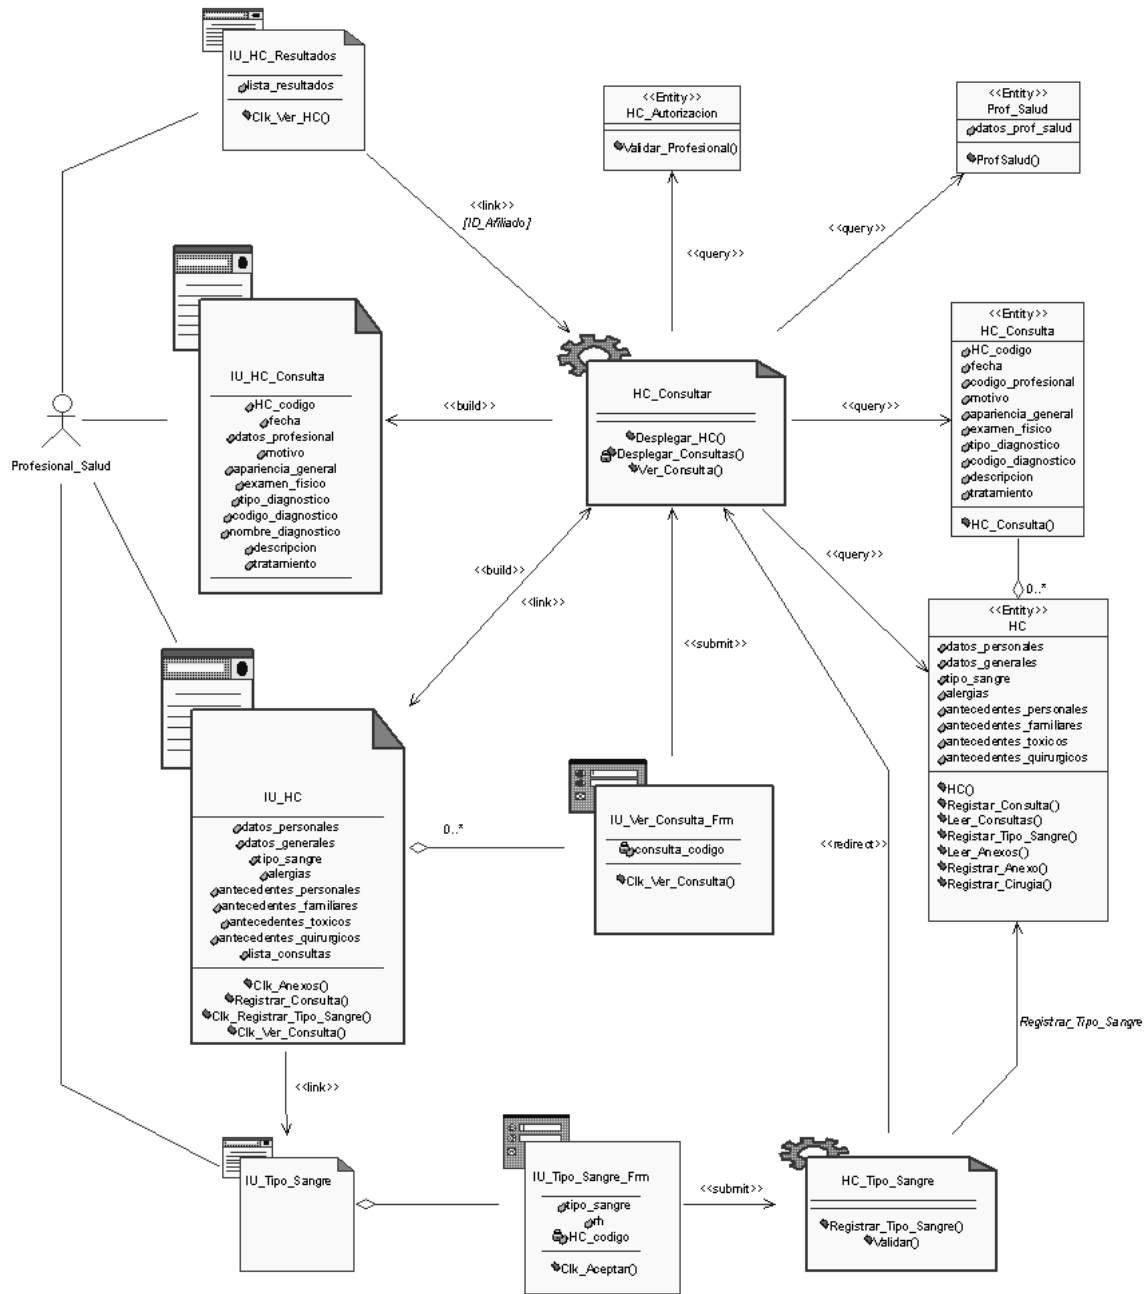 IU_HC_Resultados
lista_resultados
Clk_Ver_HC()
<<Entity>>
HC_Autorizacion
Validar_Profesional()
<<Entity>>
Prof_Salud
datos_prof_salud
ProfSalud()
<<link>>
[ID_Afiliado]
<<query>>
<<query>>
IU_HC_Consulta
HC_codigo
fecha
datos_profesional
motivo
apariencia_general
examen_fisico
tipo_diagnostico
codigo_diagnostico
nombre_diagnostico
descripcion
tratamiento
<<build>>
HC_Consultar
Desplegar_HC()
Desplegar_Consultas()
Ver_Consulta()
<<query>>
<<Entity>>
HC_Consulta
HC_codigo
fecha
codigo_profesional
motivo
apariencia_general
examen_fisico
tipo_diagnostico
codigo_diagnostico
descripcion
tratamiento
HC_Consulta()
Profesional_Salud
<<build>>
<<link>>
<<submit>>
<<query>>
0..*
<<Entity>>
HC
datos_personales
datos_generales
tipo_sangre
alergias
antecedentes_personales
antecedentes_familiares
antecedentes_toxicos
antecedentes_quirurgicos
HC()
Registar_Consulta()
Leer_Consultas()
Registar_Tipo_Sangre()
Leer_Anexos()
Registrar_Anexo()
Registrar_Cirugia()
IU_HC
datos_personales
datos_generales
tipo_sangre
alergias
antecedentes_personales
antecedentes_familiares
antecedentes_toxicos
antecedentes_quirurgicos
lista_consultas
Clk_Anexos()
Registrar_Consulta()
Clk_Registrar_Tipo_Sangre()
Clk_Ver_Consulta()
0..*
IU_Ver_Consulta_Frm
consulta_codigo
Clk_Ver_Consulta()
<<redirect>>
Registrar_Tipo_Sangre
<<link>>
IU_Tipo_Sangre
IU_Tipo_Sangre_Frm
tipo_sangre
rh
HC_codigo
Clk_Aceptar()
<<submit>>
HC_Tipo_Sangre
Registrar_Tipo_Sangre()
Validar()